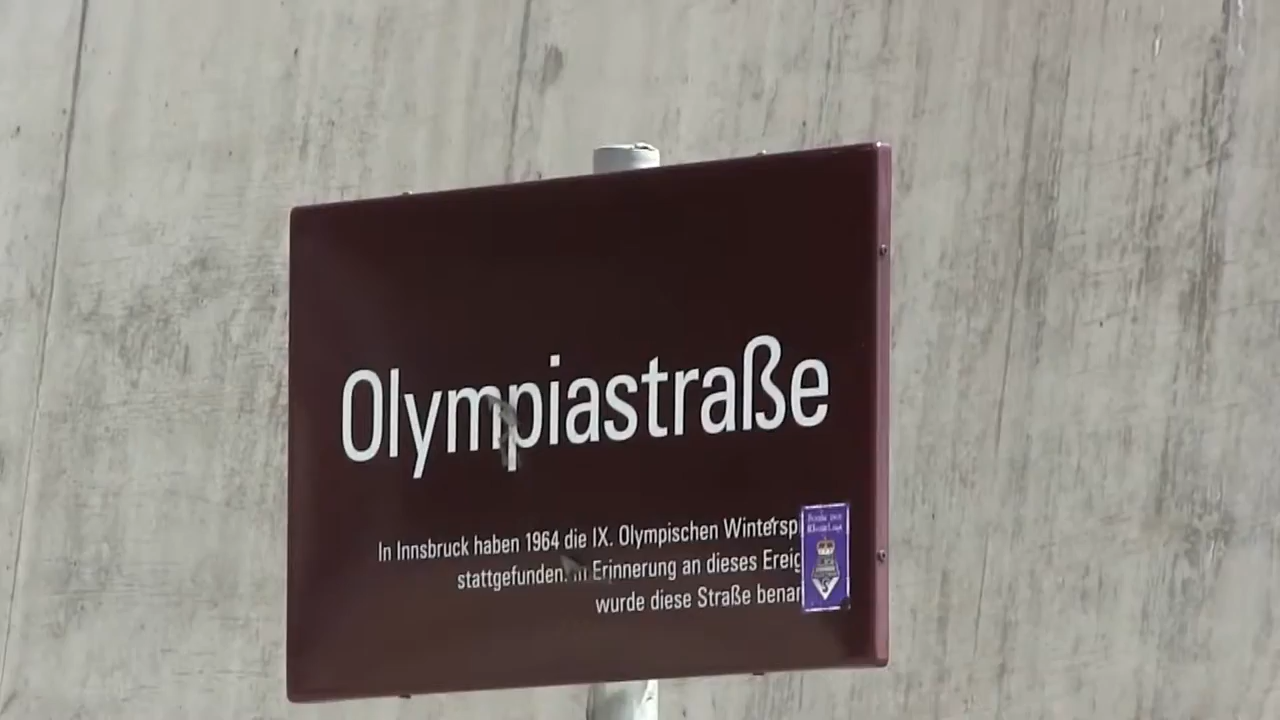 Olympiastraße
In Innsbruck haben 1964 die IX. Olympischen Wintersp
stattgefunden. In Erinnerung an dieses Ereig
wurde diese Straße benan